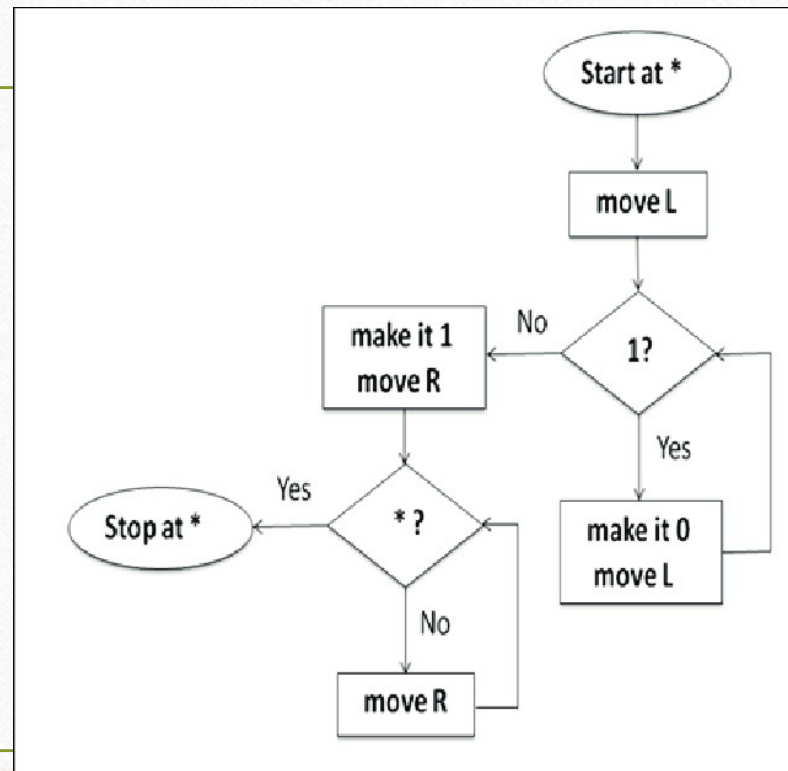 Start at *
move L
1?
No
make it 1
move R
Yes
make it 0
move L
* ?
Yes
Stop at *
No
move R